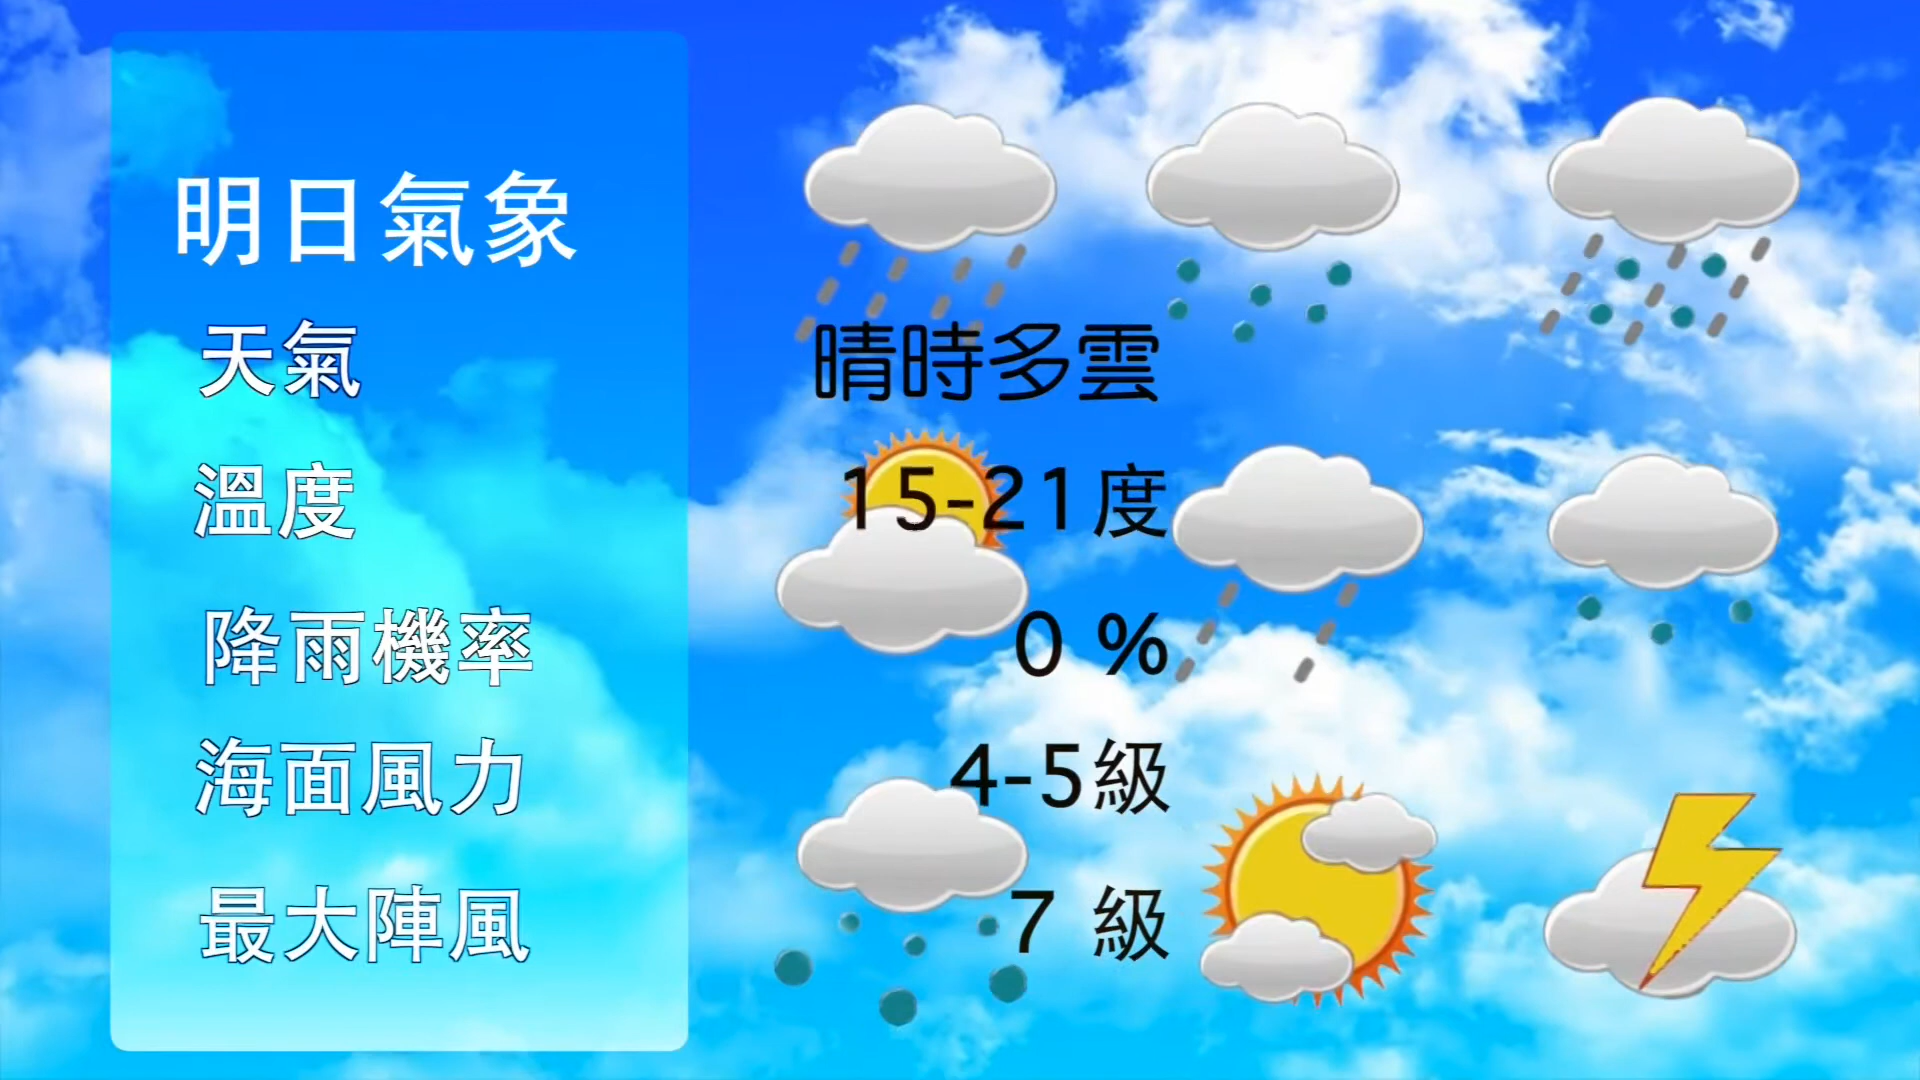 明日氣象
天氣 晴時多雲
溫度 15-21度
降雨機率 0 %
海面風力 4-5級
最大陣風 7 級